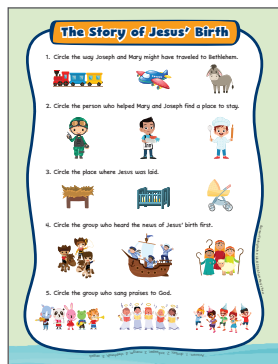 The Story of Jesus' Birth
1. Circle the way Joseph and Mary might have traveled to Bethlehem.
2. Circle the person who helped Mary and Joseph find a place to stay.
3. Circle the place where Jesus was laid.
4. Circle the group who heard the news of Jesus' birth first.
5. Circle the group who sang praises to God.